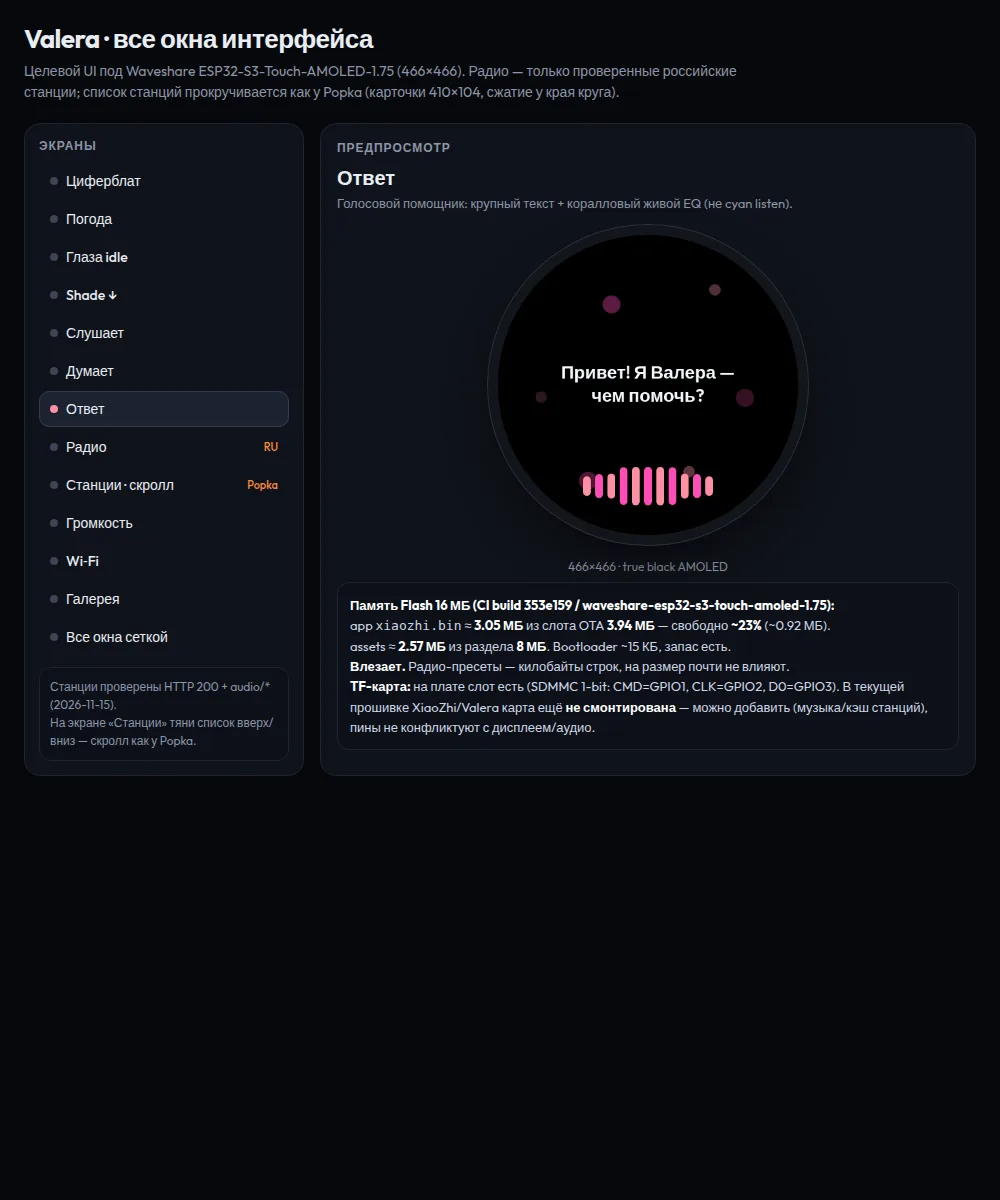 Valera · все окна интерфейса
Целевой UI под Waveshare ESP32-S3-Touch-AMOLED-1.75 (466×466). Радио — только проверенные российские
станции; список станций прокручивается как у Popka (карточки 410×104, сжатие у края круга).
ЭКРАНЫ
Циферблат
Погода
Глаза idle
Shade ↓
Слушает
Думает
Ответ
Радио RU
Станции · скролл Popka
Громкость
Wi-Fi
Галерея
Все окна сеткой
Станции проверены HTTP 200 + audio/*
(2026-11-15).
На экране «Станции» тяни список вверх/
вниз — скролл как у Popka.
ПРЕДПРОСМОТР
Ответ
Голосовой помощник: крупный текст + коралловый живой EQ (не cyan listen).
Привет! Я Валера —
чем помочь?
466×466 · true black AMOLED
Память Flash 16 МБ (CI build 353e159 / waveshare-esp32-s3-touch-amoled-1.75):
app xiaozhi.bin ≈ 3.05 МБ из слота OTA 3.94 МБ — свободно ~23% (~0.92 МБ).
assets ≈ 2.57 МБ из раздела 8 МБ. Bootloader ~15 КБ, запас есть.
Влезает. Радио-пресеты — килобайты строк, на размер почти не влияют.
TF-карта: на плате слот есть (SDMMC 1-bit: CMD=GPIO1, CLK=GPIO2, D0=GPIO3). В текущей
прошивке XiaoZhi/Valera карта ещё не смонтирована — можно добавить (музыка/кэш станций),
пины не конфликтуют с дисплеем/аудио.